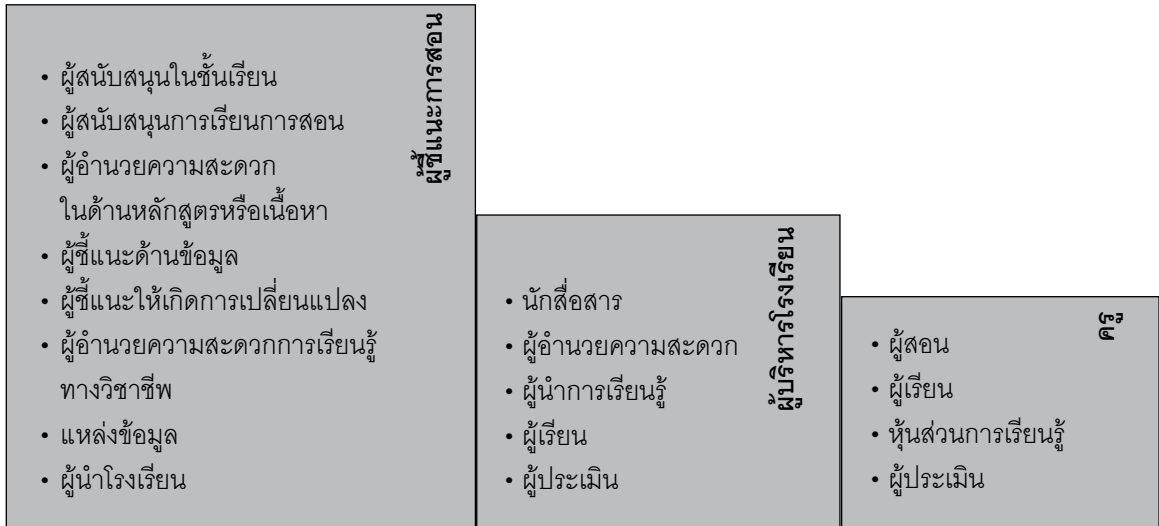 ผู้ชี้แนะการสอน
• ผู้สนับสนุนในชั้นเรียน
• ผู้สนับสนุนการเรียนการสอน
• ผู้อำนวยความสะดวก
ในด้านหลักสูตรหรือเนื้อหา
• ผู้ชี้แนะด้านข้อมูล
• ผู้ชี้แนะให้เกิดการเปลี่ยนแปลง
• ผู้อำนวยความสะดวกการเรียนรู้
ทางวิชาชีพ
• แหล่งข้อมูล
• ผู้นำโรงเรียน
ผู้บริหารโรงเรียน
• นักสื่อสาร
• ผู้อำนวยความสะดวก
• ผู้นำการเรียนรู้
• ผู้เรียน
• ผู้ประเมิน
ครู
• ผู้สอน
• ผู้เรียน
• หุ้นส่วนการเรียนรู้
• ผู้ประเมิน